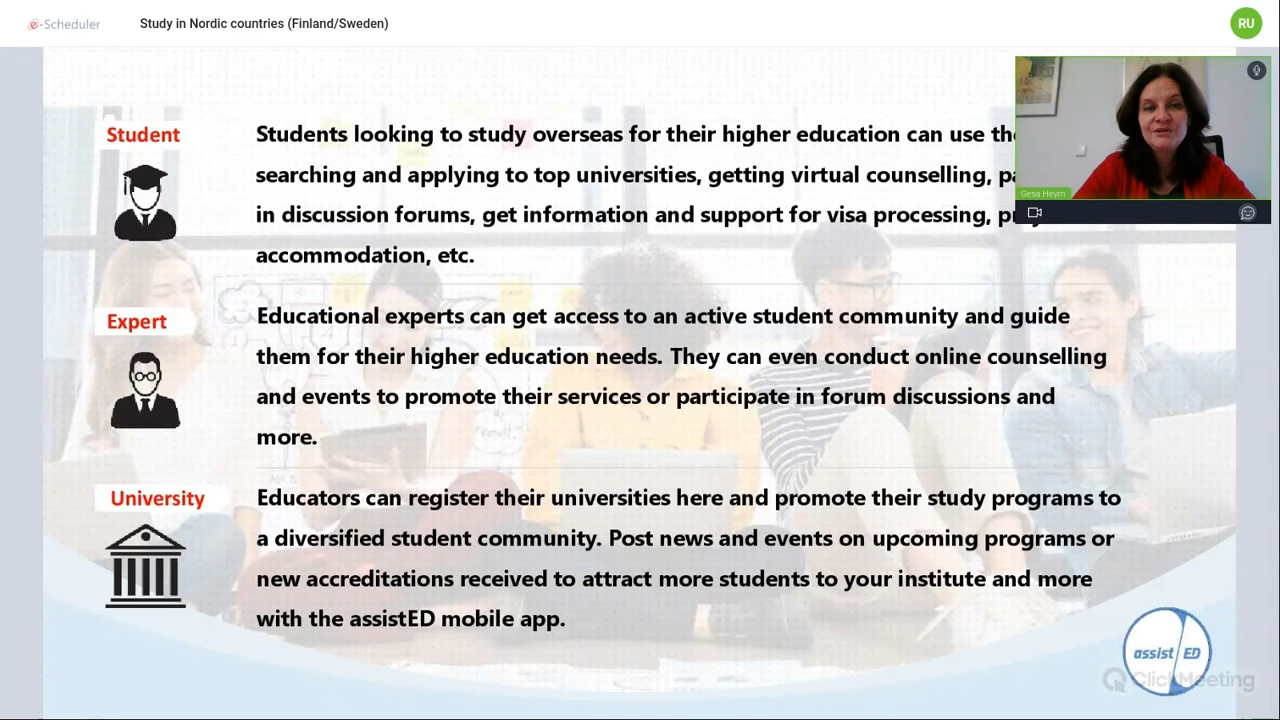 e-Scheduler
Study in Nordic countries (Finland/Sweden)
RU
Gesa Heym
Student
Students looking to study overseas for their higher education can use
searching and applying to top universities, getting virtual counselling,
in discussion forums, get information and support for visa processing,
accommodation, etc.
Expert
Educational experts can get access to an active student community and guide
them for their higher education needs. They can even conduct online counselling
and events to promote their services or participate in forum discussions and
more.
University
Educators can register their universities here and promote their study programs to
a diversified student community. Post news and events on upcoming programs or
new accreditations received to attract more students to your institute and more
with the assistED mobile app.
assist ED
ClickMeeting